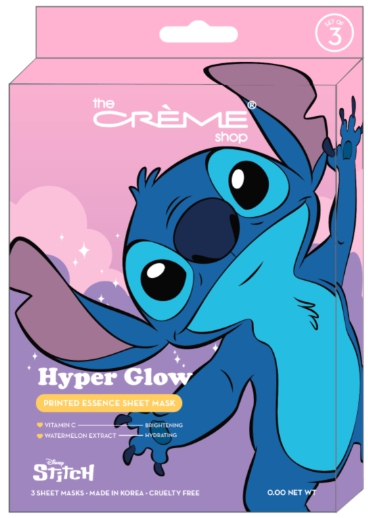 SET OF
3
the
CRÈME®
shop
Hyper Glow
PRINTED ESSENCE SHEET MASK
VITAMIN C BRIGHTENING
WATERMELON EXTRACT HYDRATING
Disney
STITCH
3 SHEET MASKS • MADE IN KOREA • CRUELTY FREE
0.00 NET WT